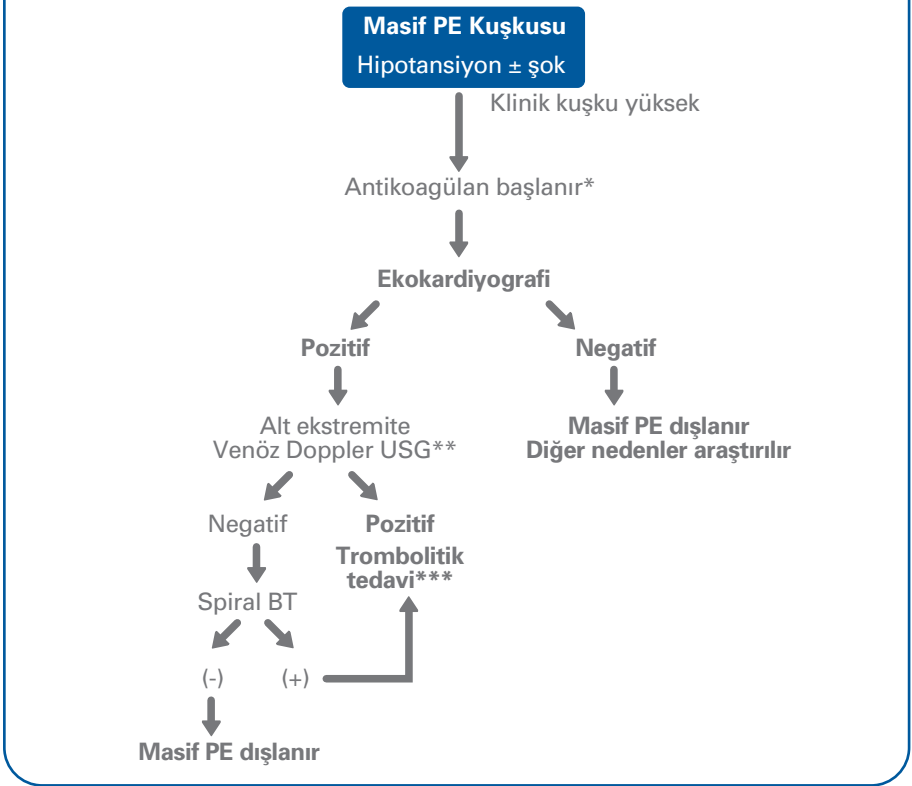 Masif PE Kuşkusu
Hipotansiyon ± şok
Klinik kuşku yüksek
Antikoagülan başlanır*
Ekokardiyografi
Pozitif
Negatif
Alt ekstremite
Venöz Doppler USG**
Masif PE dışlanır
Diğer nedenler araştırılır
Negatif
Pozitif
Trombolitik
tedavi***
Spiral BT
(-)
(+)
Masif PE dışlanır